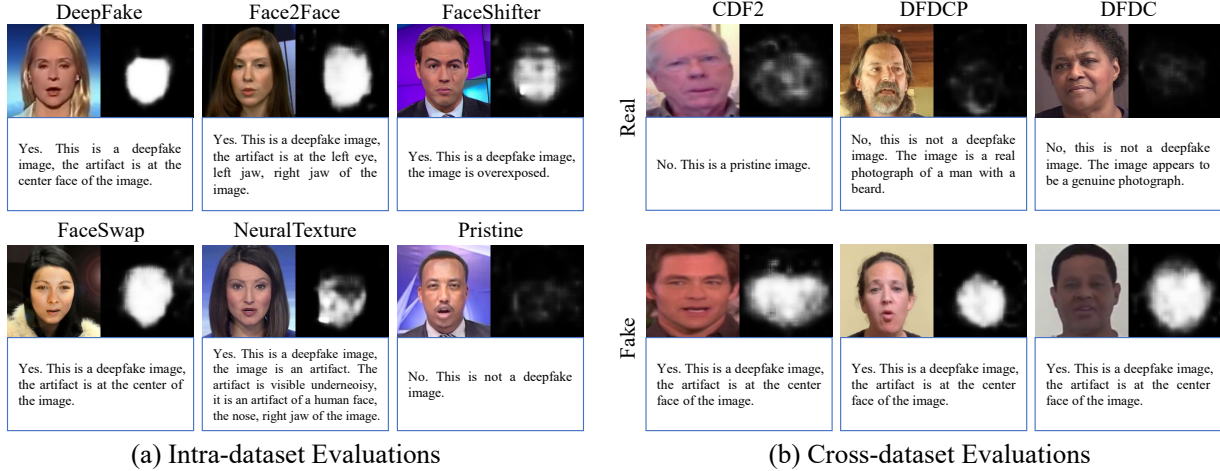 DeepFake
Face2Face
FaceShifter
Yes. This is a deepfake
image, the artifact is at the
center face of the image.
Yes. This is a deepfake image,
the artifact is at the left eye,
left jaw, right jaw of the
image.
Yes. This is a deepfake image,
the image is overexposed.
FaceSwap
NeuralTexture
Pristine
Yes. This is a deepfake image,
the artifact is at the center of
the image.
Yes. This is a deepfake image,
the image is an artifact. The
artifact is visible underneoisy,
it is an artifact of a human face,
the nose, right jaw of the image.
No. This is not a deepfake
image.
(a) Intra-dataset Evaluations
CDF2
DFDCP
DFDC
Real
No. This is a pristine image.
No, this is not a deepfake
image. The image is a real
photograph of a man with a
beard.
No, this is not a deepfake
image. The image appears to
be a genuine photograph.
Fake
Yes. This is a deepfake image,
the artifact is at the center
face of the image.
Yes. This is a deepfake image,
the artifact is at the center
face of the image.
Yes. This is a deepfake image,
the artifact is at the center
face of the image.
(b) Cross-dataset Evaluations